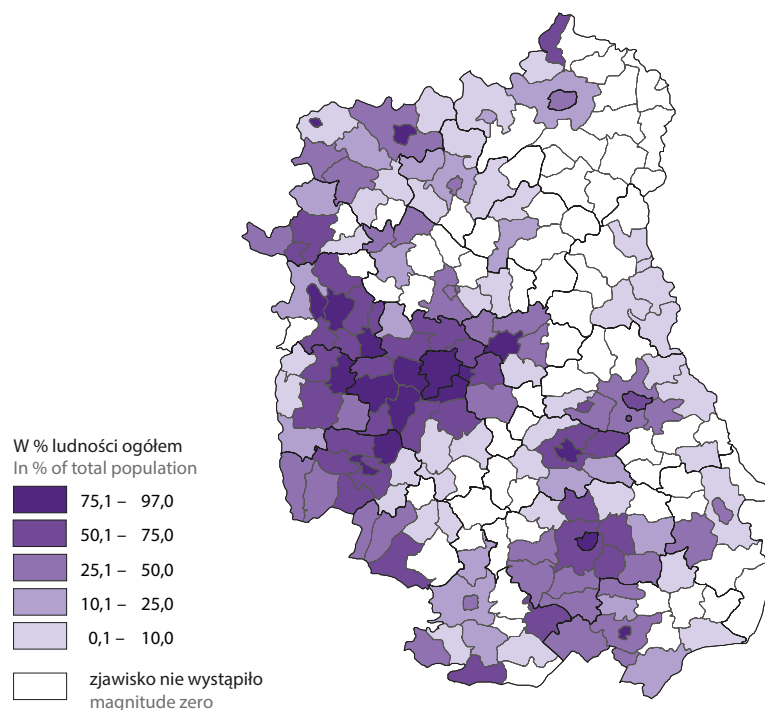 W % ludności ogółem
In % of total population
75,1 – 97,0
50,1 – 75,0
25,1 – 50,0
10,1 – 25,0
0,1 – 10,0
zjawisko nie wystąpiło
magnitude zero